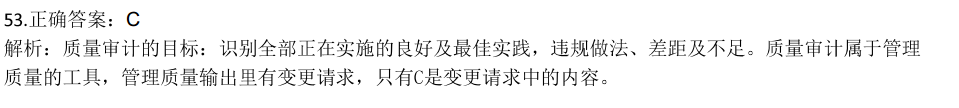 53.正确答案：C
解析：质量审计的目标：识别全部正在实施的良好及最佳实践，违规做法、差距及不足。质量审计属于管理
质量的工具，管理质量输出里有变更请求，只有C是变更请求中的内容。